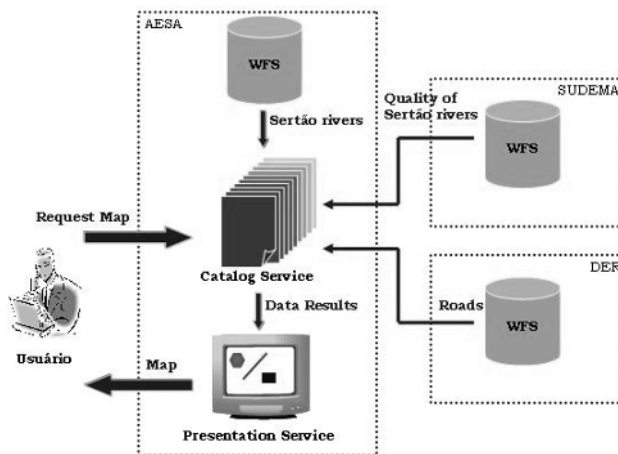 AESA
WFS
Sertão rivers
Quality of
Sertão rivers
SUDEMA
WFS
Request Map
Catalog Service
Data Results
DER
Roads
WFS
Usuário
Map
Presentation Service